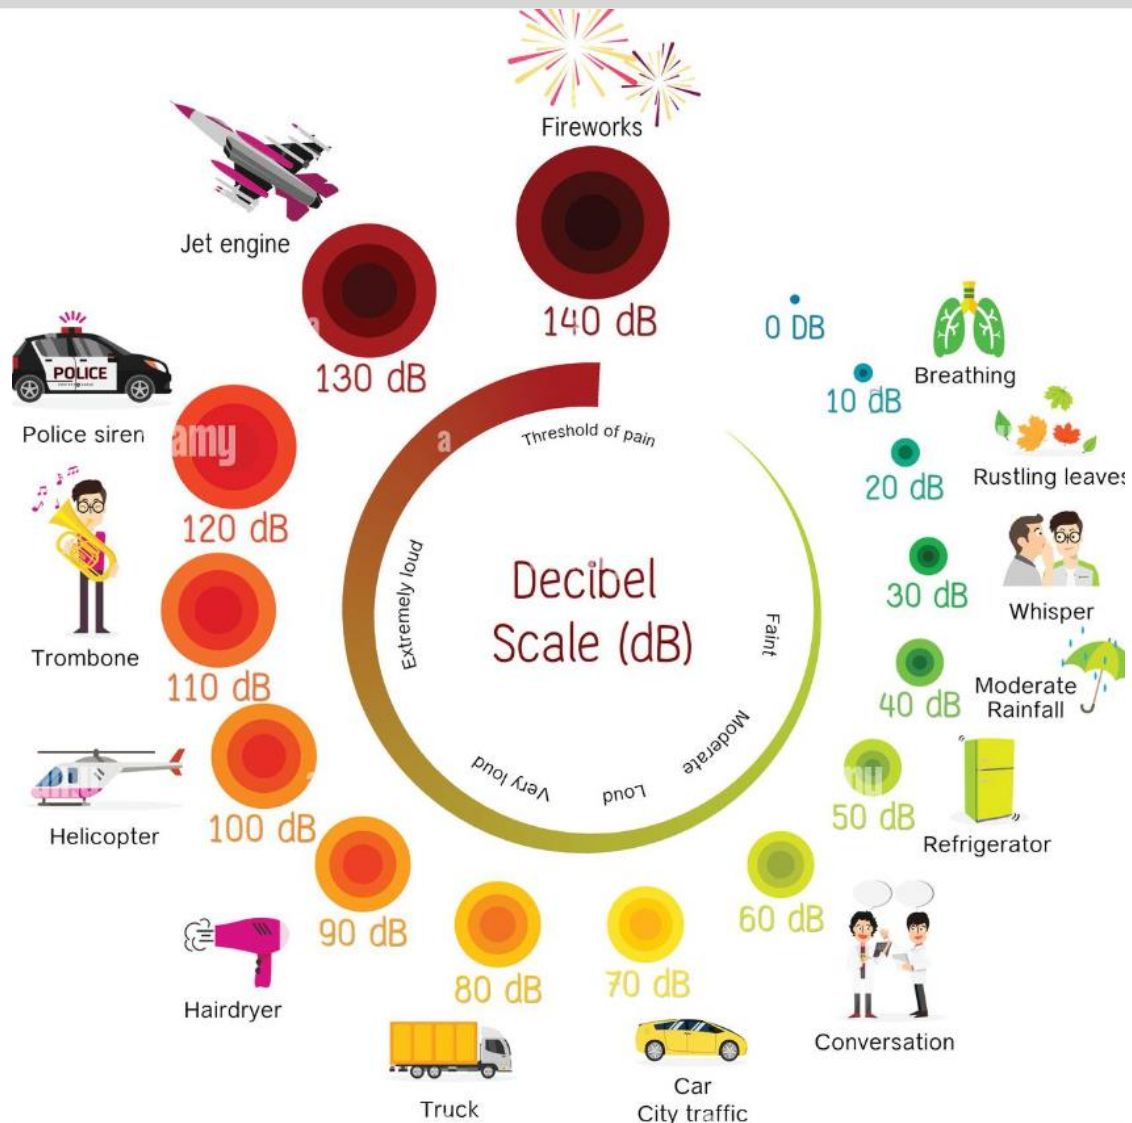 Fireworks
140 dB
0 DB
Breathing
10 dB
Rustling leaves
20 dB
Whisper
30 dB
Moderate
Rainfall
40 dB
Refrigerator
50 dB
Conversation
60 dB
Car
City traffic
70 dB
Truck
80 dB
Hairdryer
90 dB
Helicopter
100 dB
Trombone
110 dB
Police siren
POLICE
120 dB
Jet engine
130 dB
Threshold of pain
Extremely loud
Very loud
Loud
Moderate
Faint
Decibel
Scale (dB)
a
amy
a
my